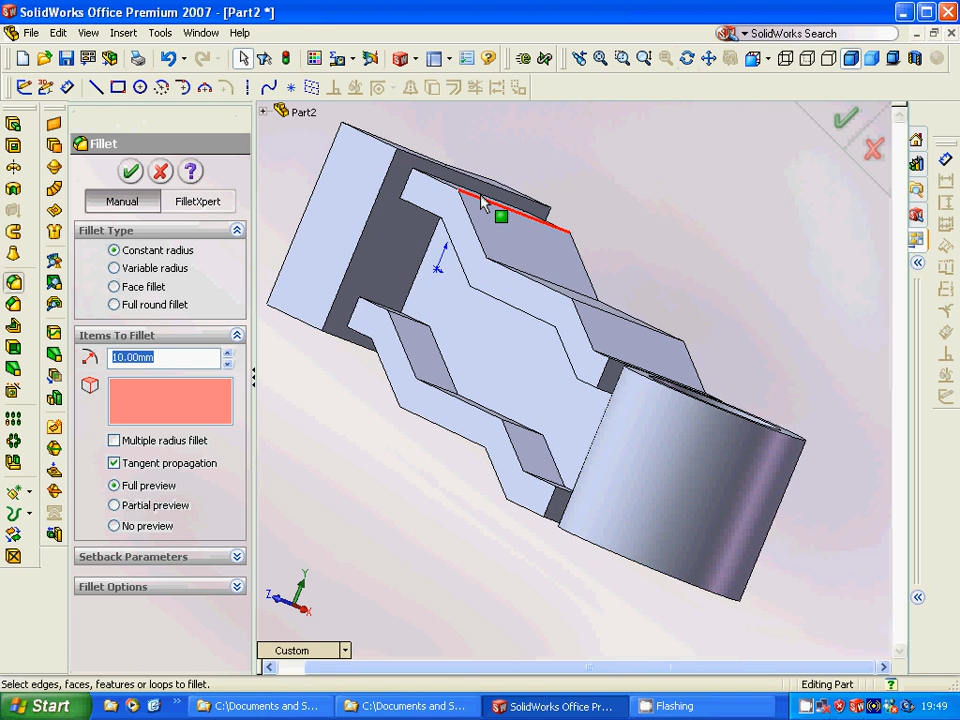 SolidWorks Office Premium 2007 - [Part2 *]
File Edit View Insert Tools Window Help
SolidWorks Search
Part2
Fillet
Manual FilletXpert
Fillet Type
Constant radius
Variable radius
Face fillet
Full round fillet
Items To Fillet
10.00mm
Multiple radius fillet
Tangent propagation
Full preview
Partial preview
No preview
Setback Parameters
Fillet Options
Y
Z
X
Custom
Select edges, faces, features or loops to fillet.
Editing Part
Start
C:\Documents and S...
C:\Documents and S...
SolidWorks Office Pr...
Flashing
19:49